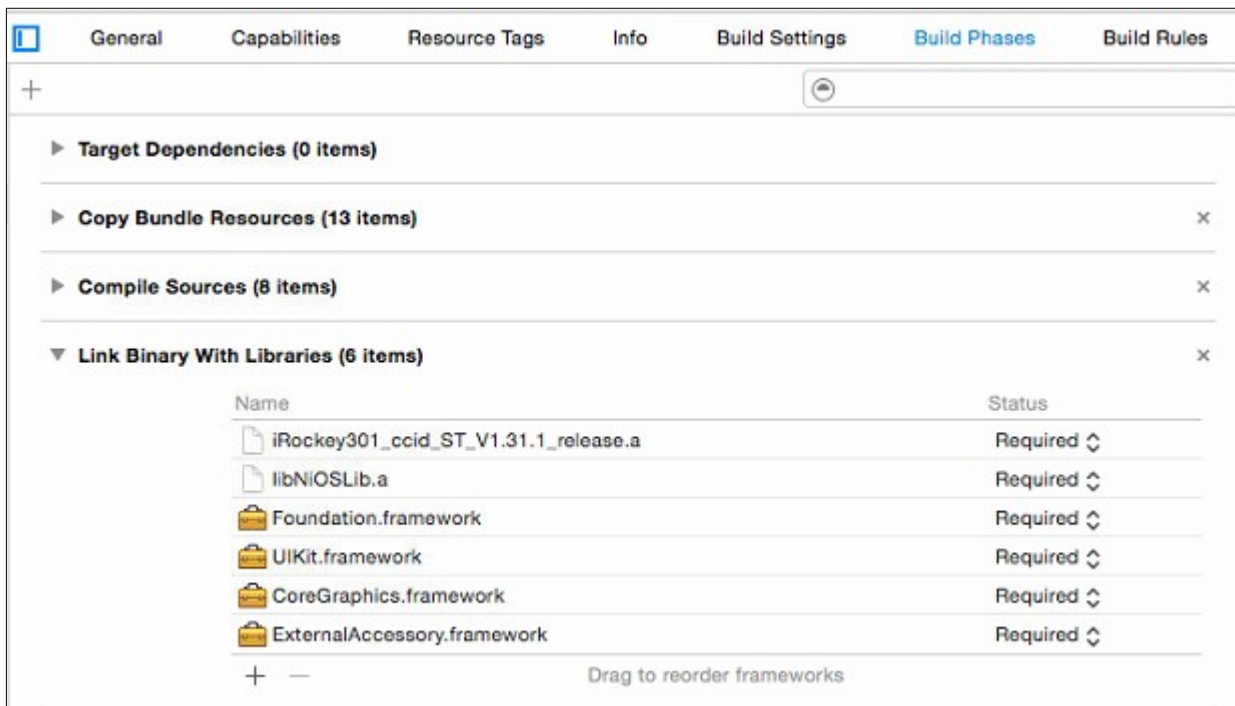 General Capabilities Resource Tags Info Build Settings Build Phases Build Rules
Target Dependencies (0 items)
Copy Bundle Resources (13 items)
Compile Sources (8 items)
Link Binary With Libraries (6 items)
Name Status
iRockey301_ccid_ST_V1.31.1_release.a Required
libNiOSLib.a Required
Foundation.framework Required
UIKit.framework Required
CoreGraphics.framework Required
ExternalAccessory.framework Required
Drag to reorder frameworks